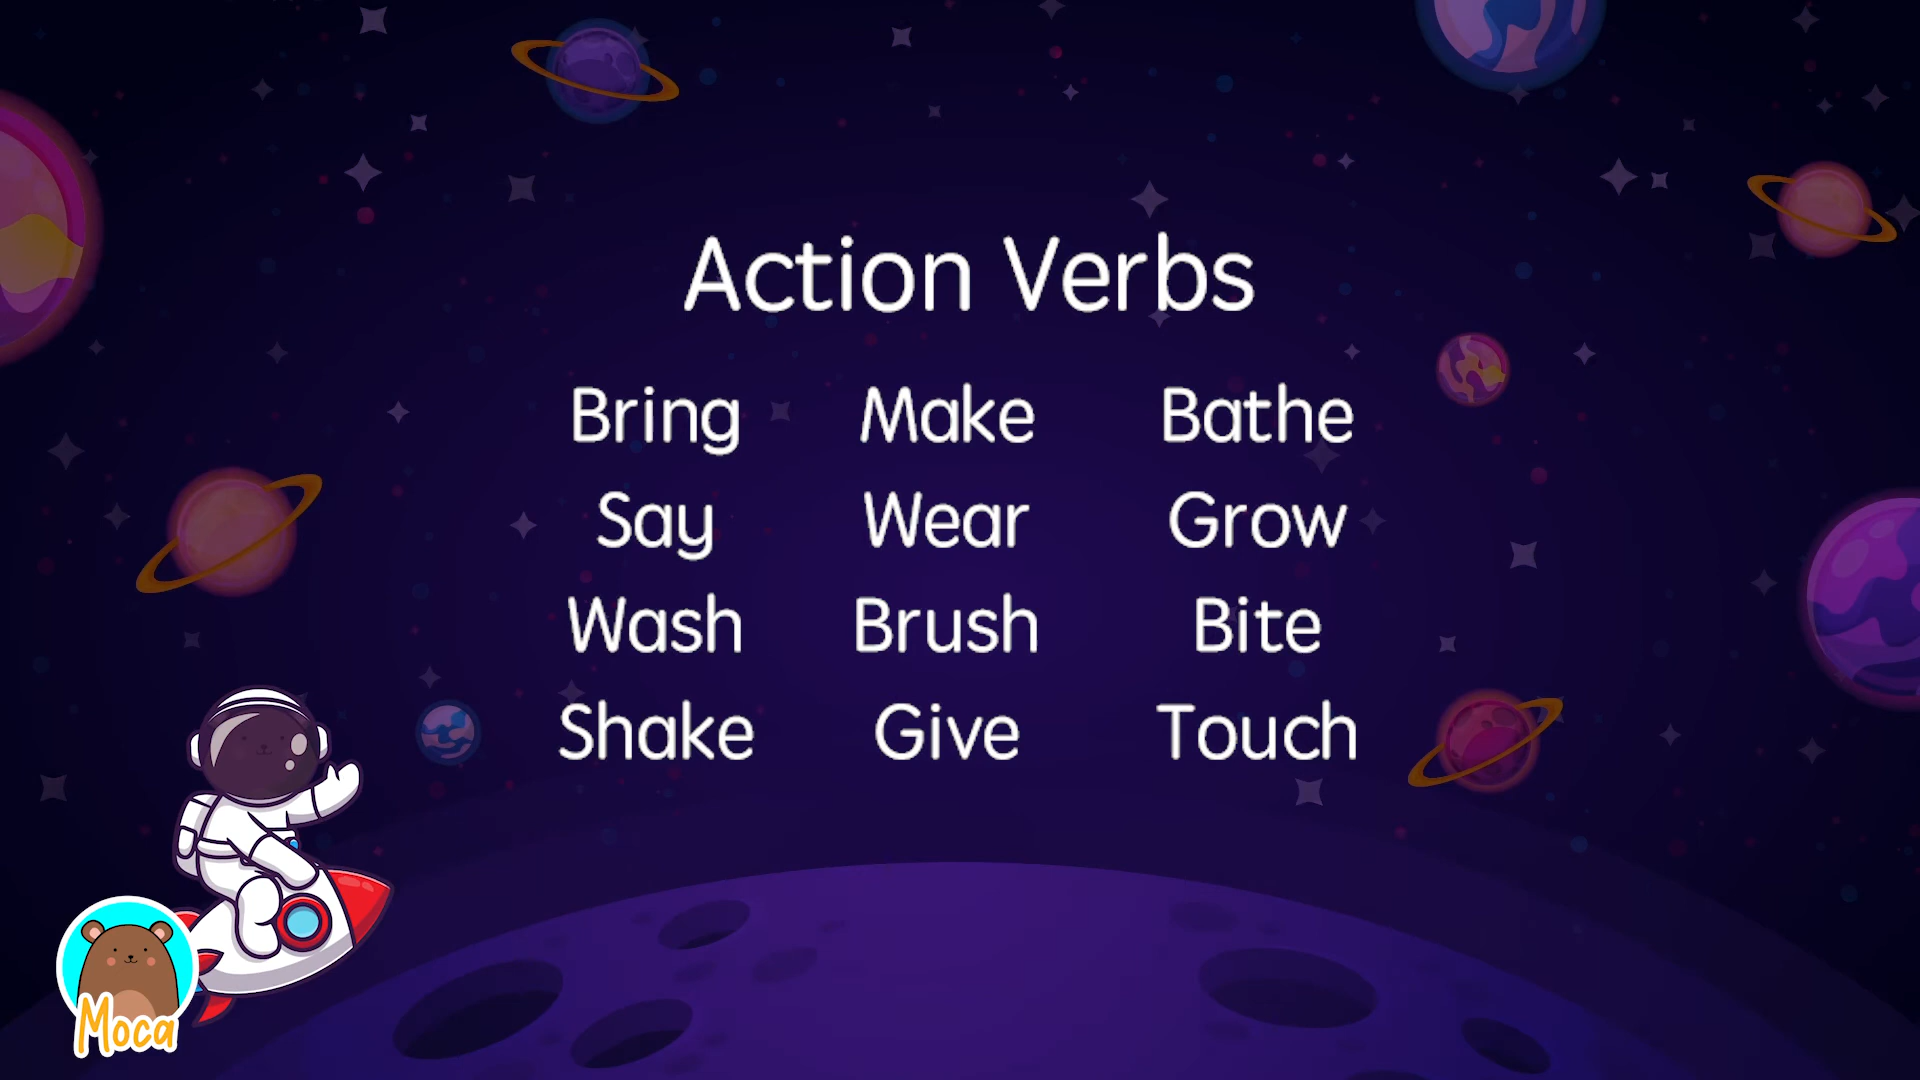 Action Verbs
Bring Make Bathe
Say Wear Grow
Wash Brush Bite
Shake Give Touch
Moca